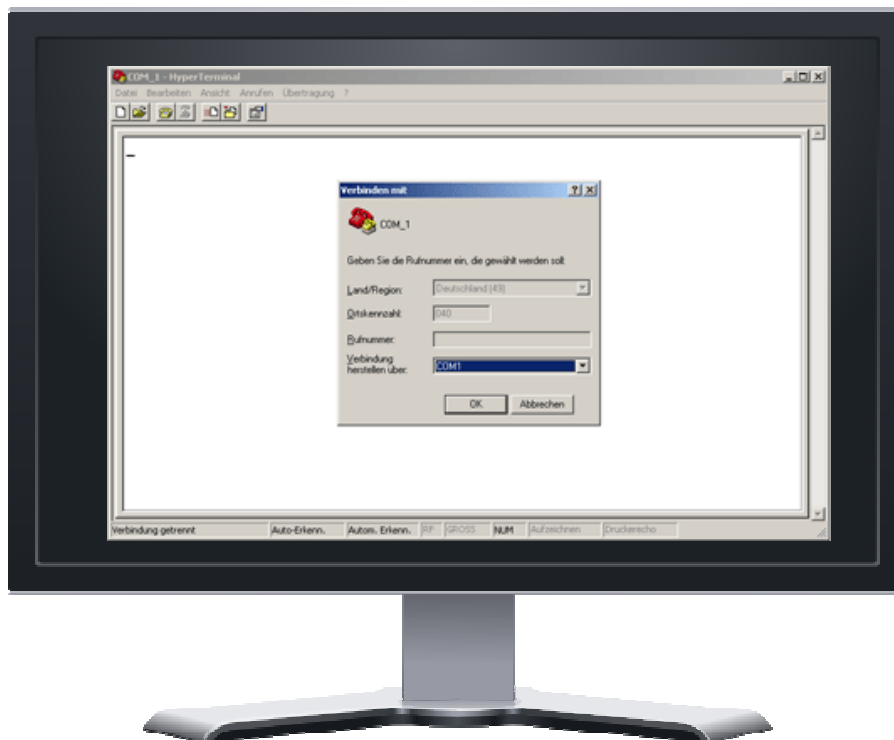 COM_1 - HyperTerminal
Datei Bearbeiten Ansicht Anrufen Übertragung ?
Verbinden mit
COM_1
Geben Sie die Rufnummer ein, die gewählt werden soll:
Land/Region: Deutschland (49)
Ortskennzahl: 040
Rufnummer:
Verbindung
herstellen über: COM1
OK Abbrechen
Verbindung getrennt Auto-Erkenn. Autom. Erkenn. RF GROSS NUM Aufzeichnen Druckerecho